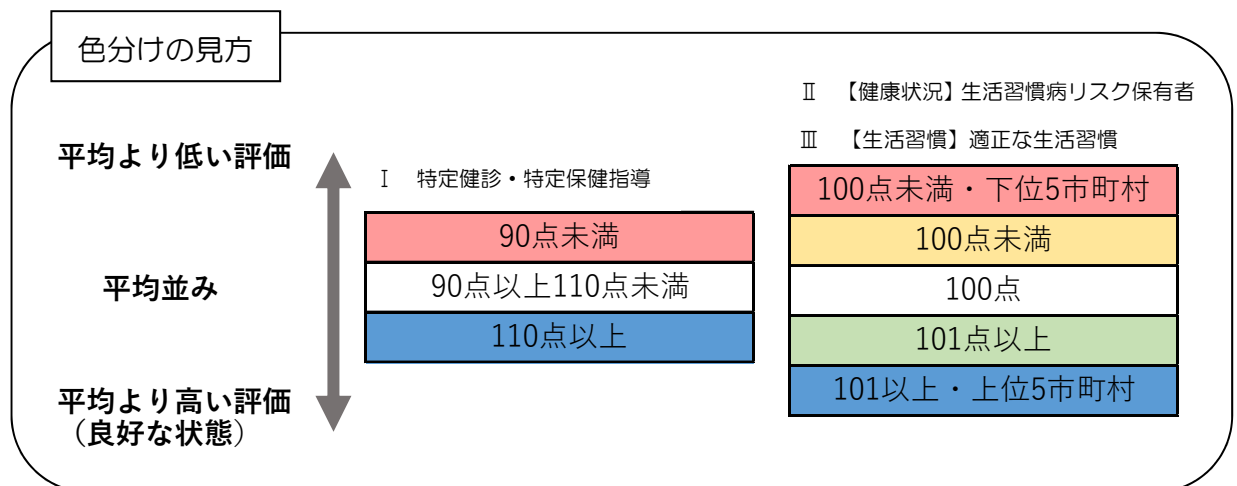 色分けの見方
平均より低い評価
平均並み
平均より高い評価
（良好な状態）
Ⅰ　特定健診・特定保健指導
90点未満
90点以上110点未満
110点以上
Ⅱ　【健康状況】生活習慣病リスク保有者
Ⅲ　【生活習慣】適正な生活習慣
100点未満・下位5市町村
100点未満
100点
101点以上
101以上・上位5市町村